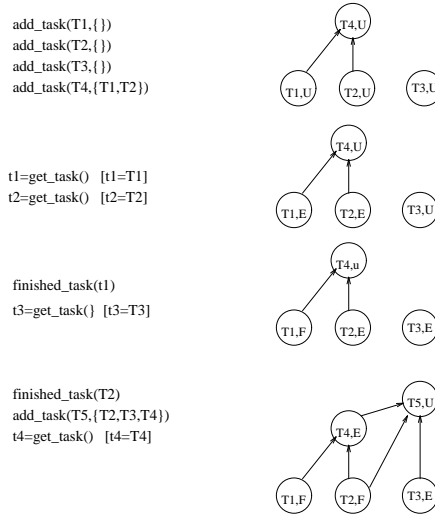 add_task(T1,{})
add_task(T2,{})
add_task(T3,{})
add_task(T4,{T1,T2})
T4,U
T1,U
T2,U
T3,U
t1=get_task() [t1=T1]
t2=get_task() [t2=T2]
T4,U
T1,E
T2,E
T3,U
finished_task(t1)
t3=get_task(} [t3=T3]
T4,u
T1,F
T2,E
T3,E
finished_task(T2)
add_task(T5,{T2,T3,T4})
t4=get_task() [t4=T4]
T5,U
T4,E
T1,F
T2,F
T3,E